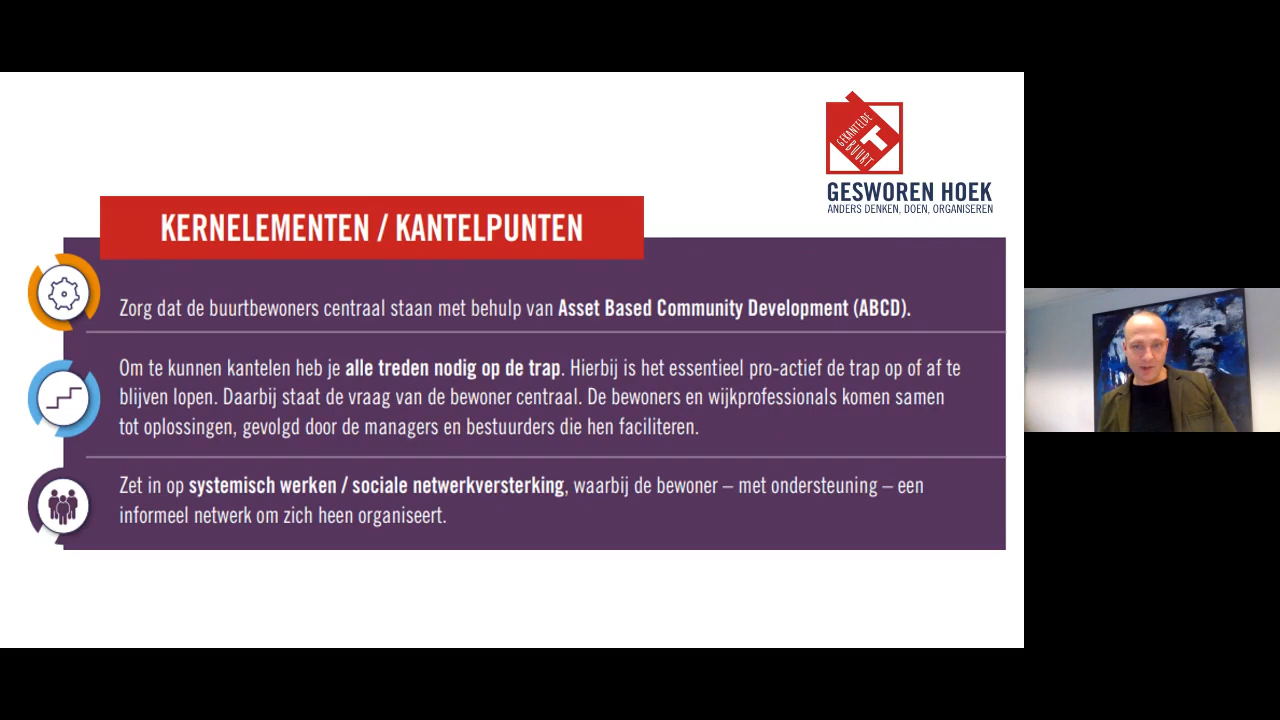 GEKANTELDE
BUURT
T
GESWOREN HOEK
ANDERS DENKEN, DOEN, ORGANISEREN
KERNELEMENTEN / KANTELPUNTEN
Zorg dat de buurtbewoners centraal staan met behulp van Asset Based Community Development (ABCD).
Om te kunnen kantelen heb je alle treden nodig op de trap. Hierbij is het essentieel pro-actief de trap op of af te
blijven lopen. Daarbij staat de vraag van de bewoner centraal. De bewoners en wijkprofessionals komen samen
tot oplossingen, gevolgd door de managers en bestuurders die hen faciliteren.
Zet in op systemisch werken / sociale netwerkversterking, waarbij de bewoner – met ondersteuning – een
informeel netwerk om zich heen organiseert.